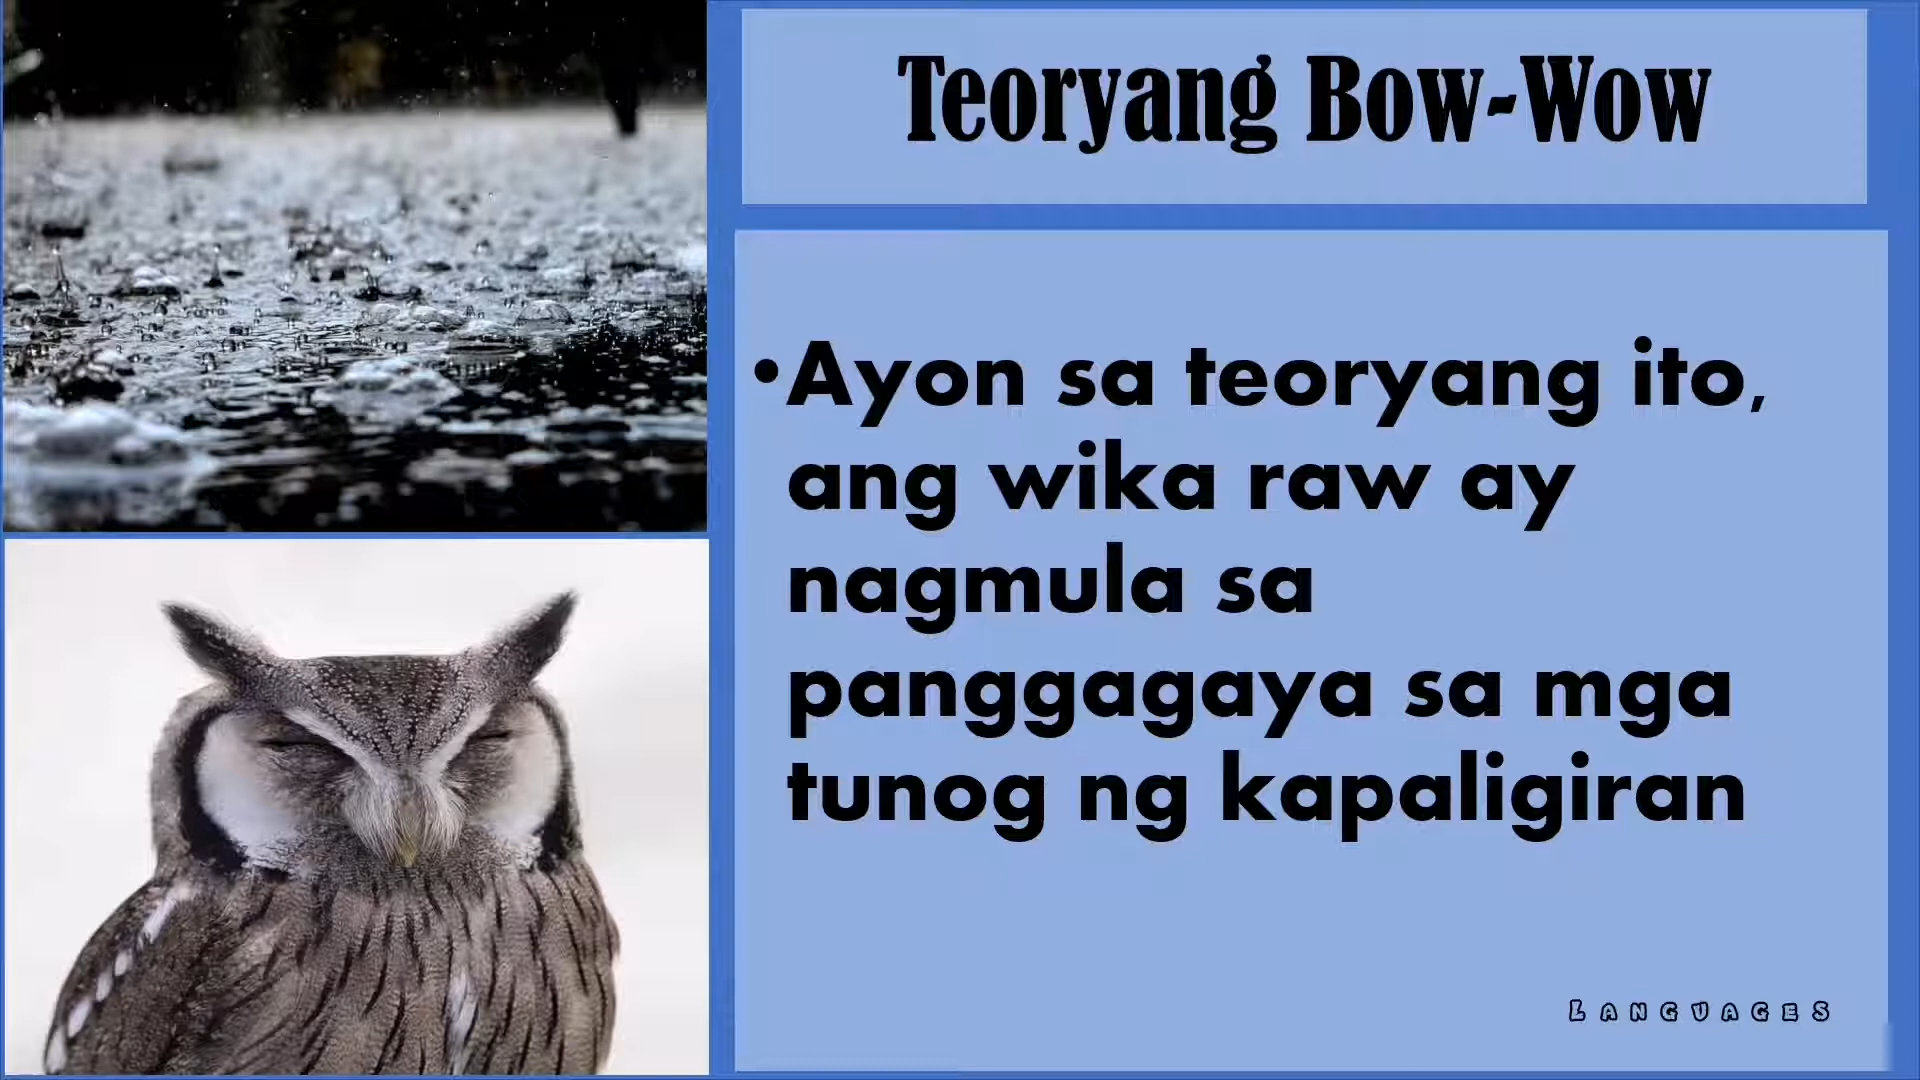 Teoryang Bow-Wow
•Ayon sa teoryang ito,
ang wika raw ay
nagmula sa
panggagaya sa mga
tunog ng kapaligiran
LANGUAGES